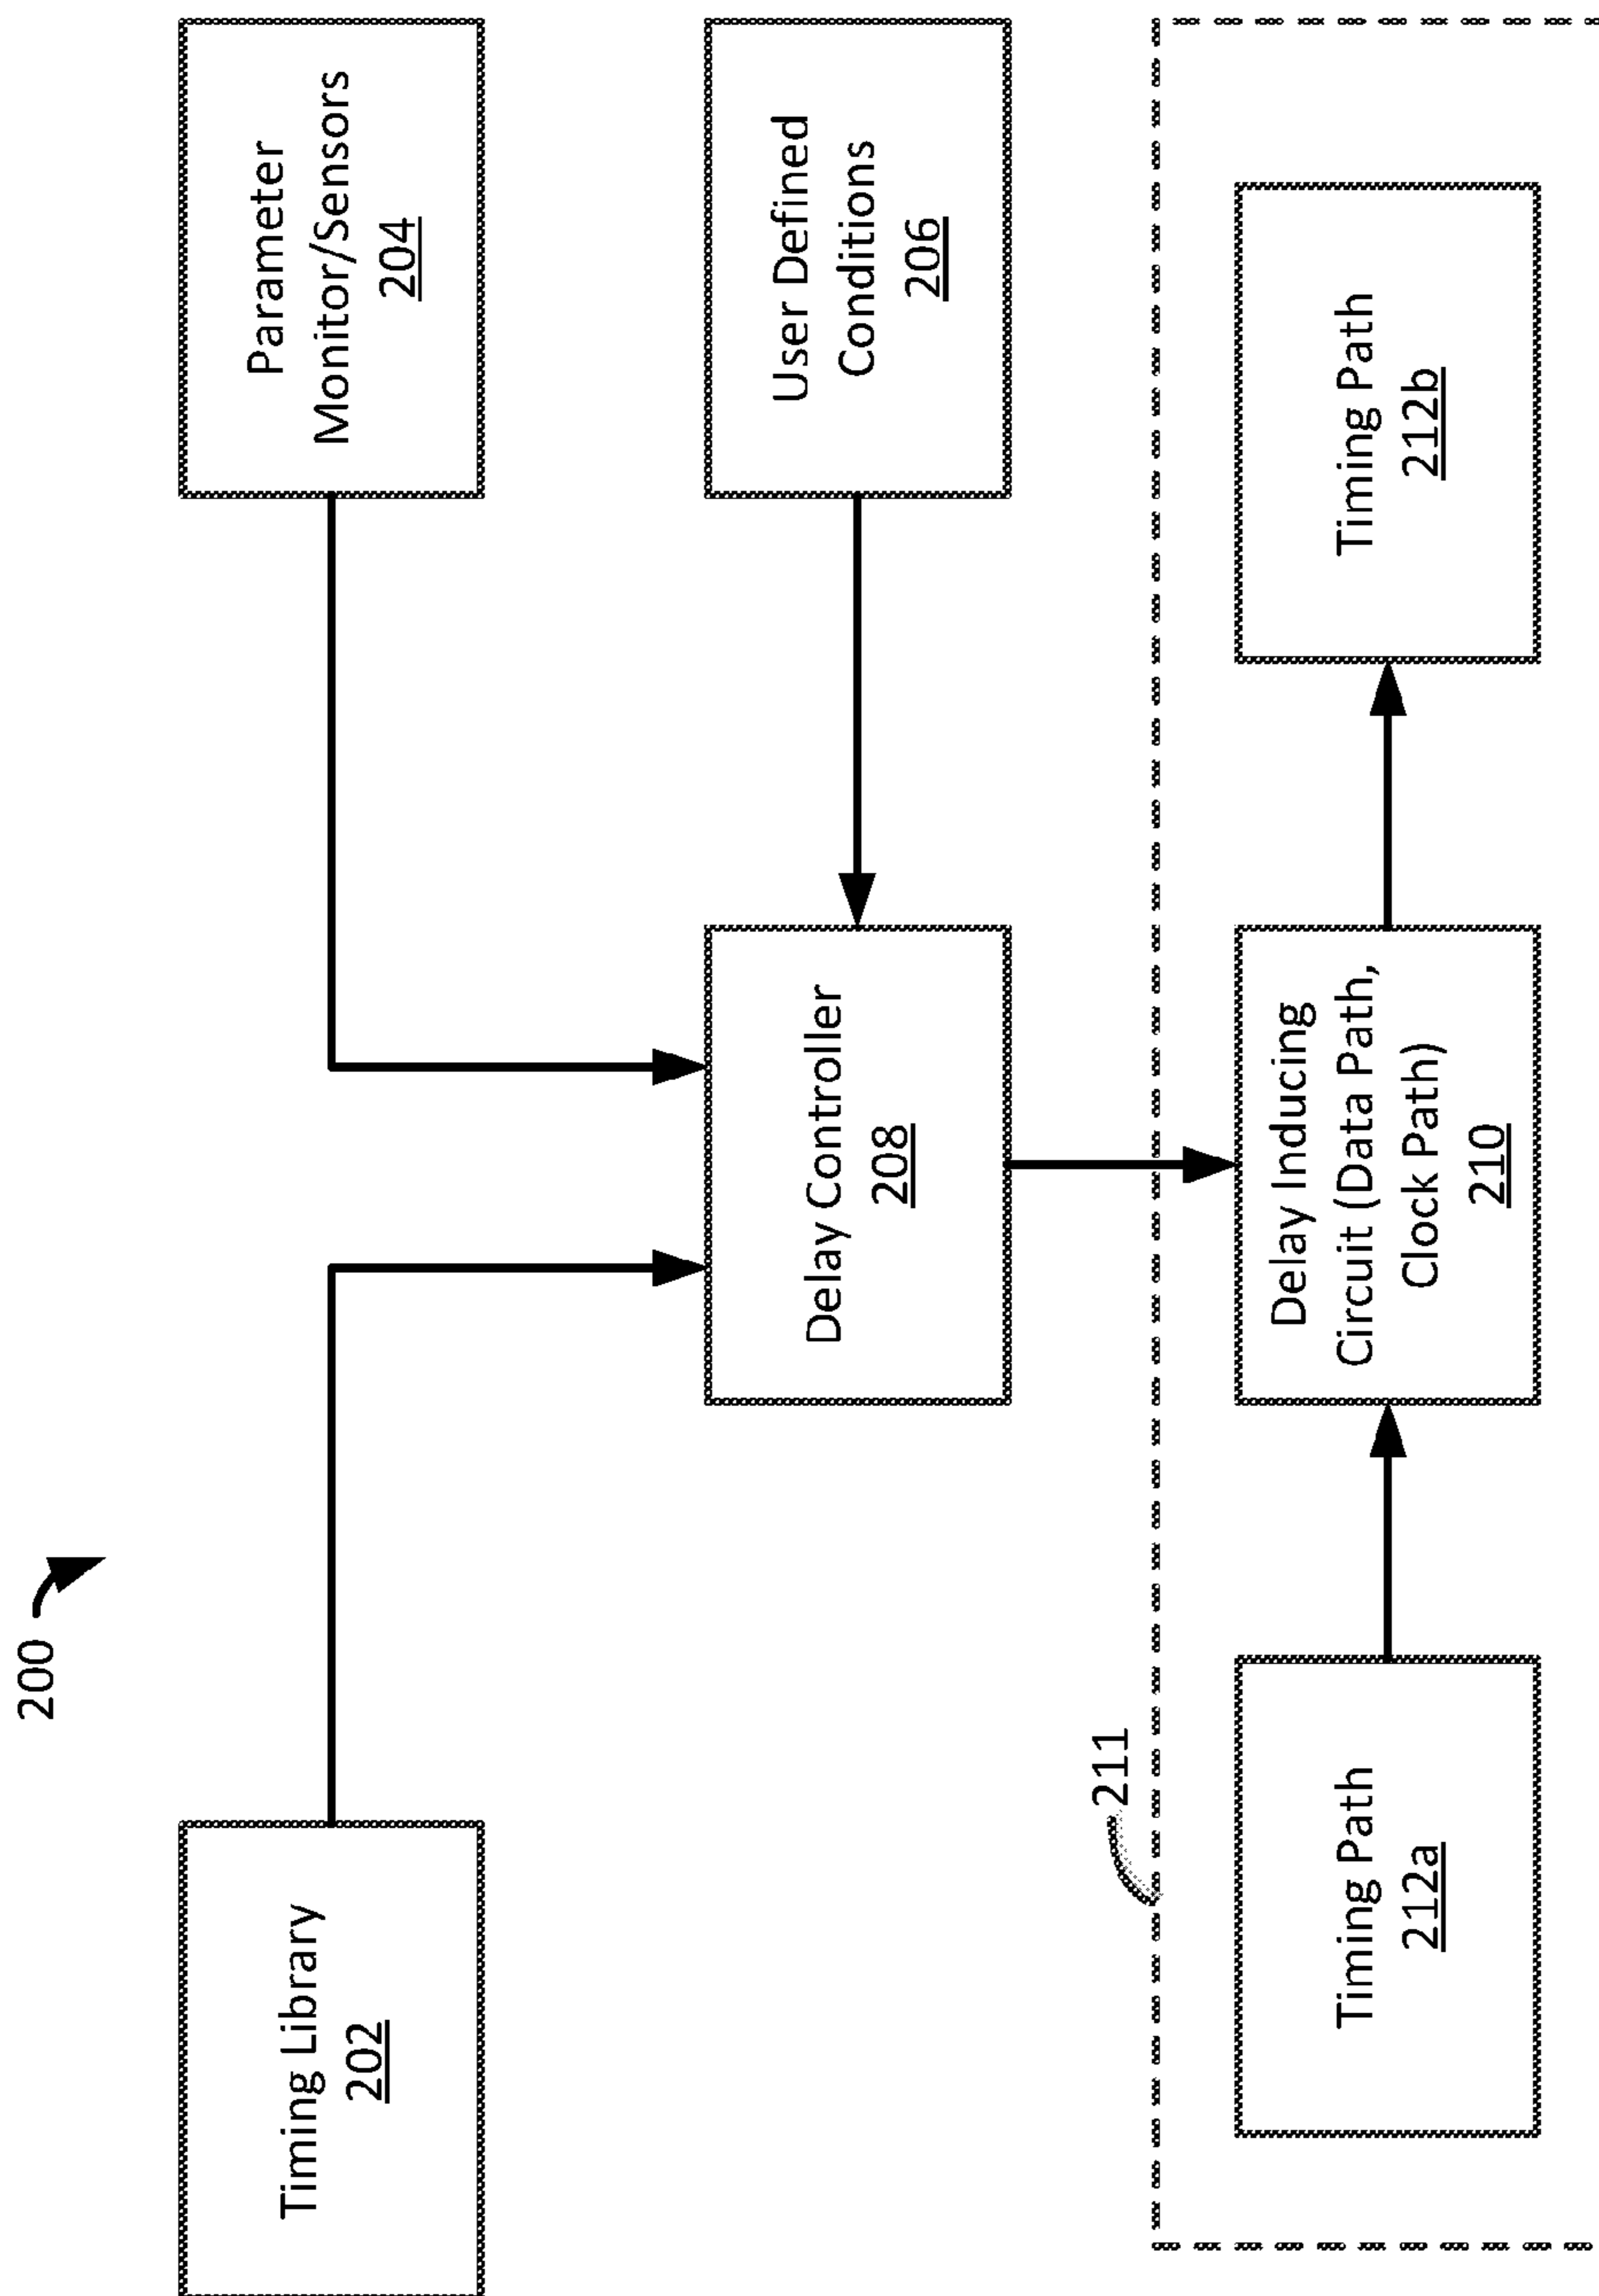 200
Timing Library
202
Parameter
Monitor/Sensors
204
Delay Controller
208
User Defined
Conditions
206
211
Timing Path
212a
Delay Inducing
Circuit (Data Path,
Clock Path)
210
Timing Path
212b